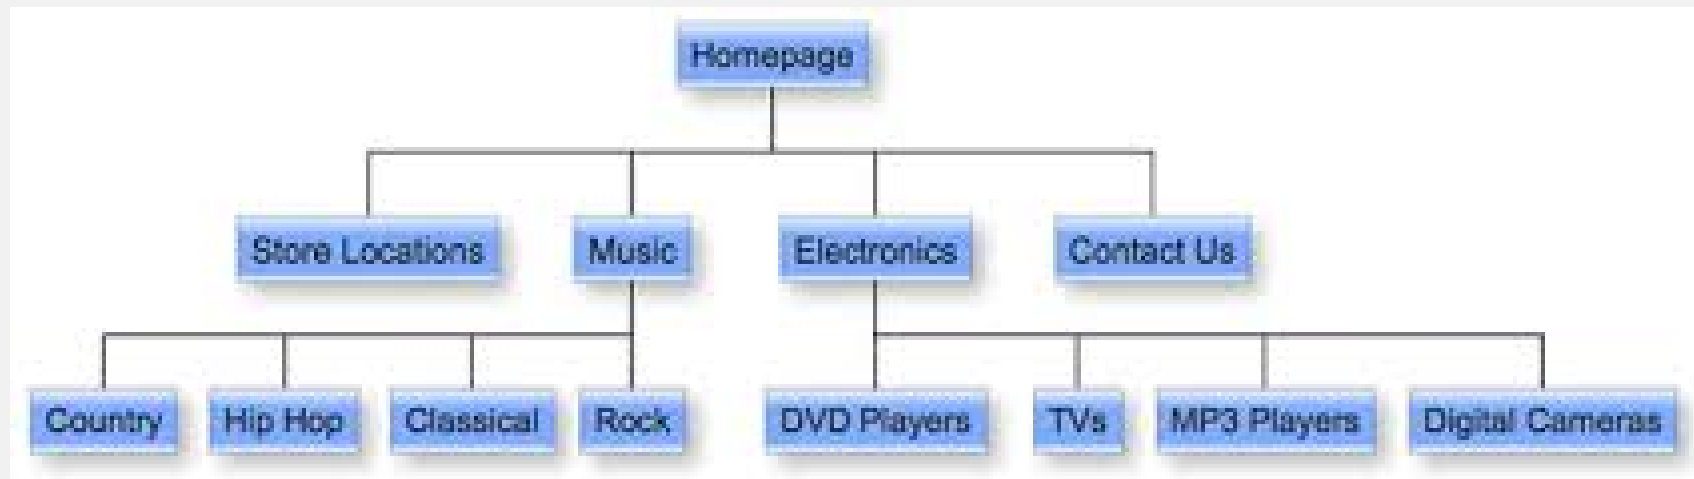 Homepage
Store Locations Music Electronics Contact Us
Country Hip Hop Classical Rock DVD Players TVs MP3 Players Digital Cameras